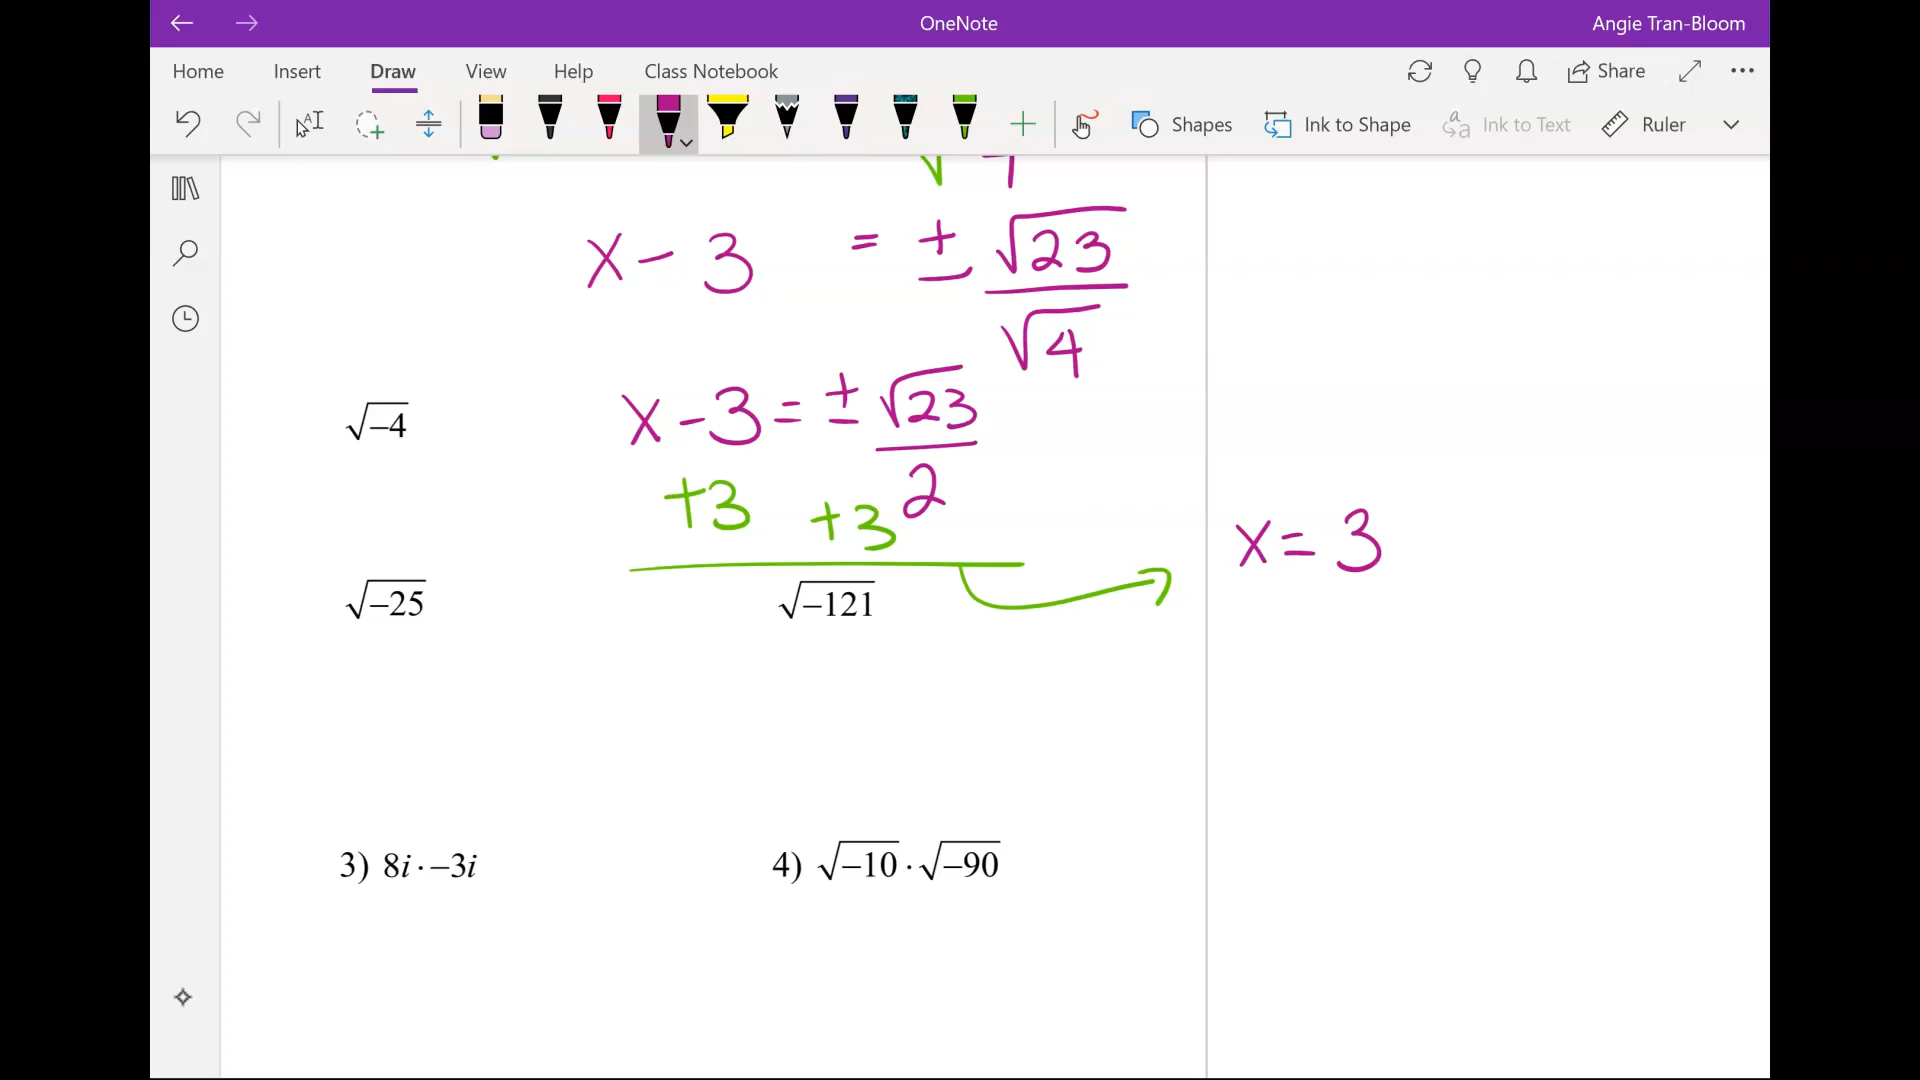 OneNote
Angie Tran-Bloom
Home Insert Draw View Help Class Notebook Share
Shapes Ink to Shape Ink to Text Ruler
√4
x - 3 = ± √23/√4
x - 3 = ± √23/2
√−4
+3 +3
x = 3
√−25 √−121
3) 8i · −3i 4) √−10 · √−90